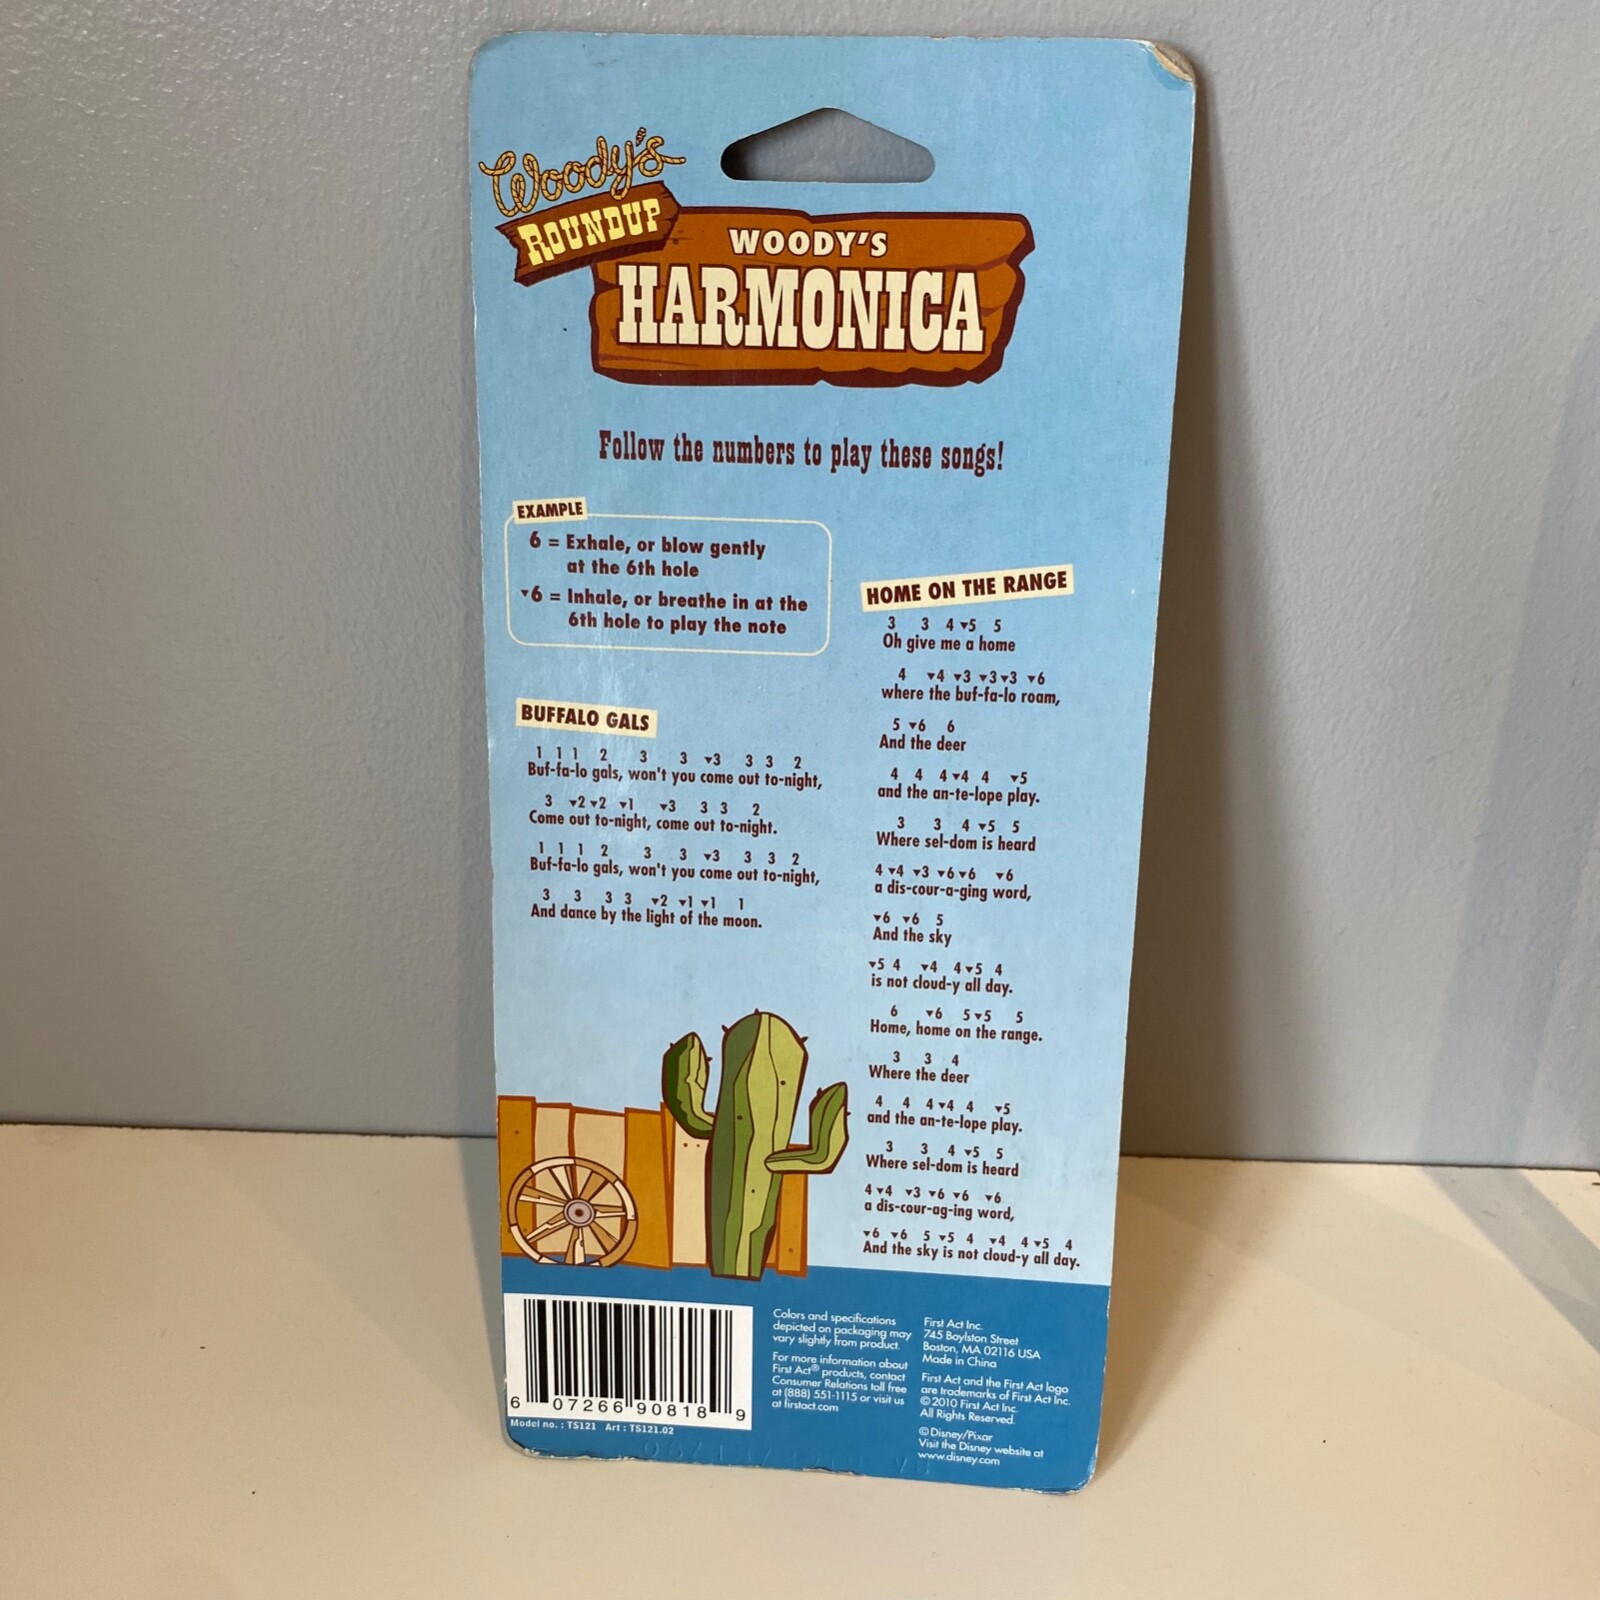 Woody's
ROUNDUP
WOODY'S
HARMONICA
Follow the numbers to play these songs!
EXAMPLE
6 = Exhale, or blow gently
at the 6th hole
▾6 = Inhale, or breathe in at the
6th hole to play the note
BUFFALO GALS
1 1 1 2 3 3 ▾3 3 3 2
Buf-fa-lo gals, won't you come out to-night,
3 ▾2 ▾2 ▾1 ▾3 3 3 2
Come out to-night, come out to-night.
1 1 1 2 3 3 ▾3 3 3 2
Buf-fa-lo gals, won't you come out to-night,
3 3 3 3 ▾2 ▾1 ▾1 1
And dance by the light of the moon.
HOME ON THE RANGE
3 3 4 ▾5 5
Oh give me a home
4 ▾4 ▾3 ▾3 ▾3 ▾6
where the buf-fa-lo roam,
5 ▾6 6
And the deer
4 4 4 ▾4 4 ▾5
and the an-te-lope play.
3 3 4 ▾5 5
Where sel-dom is heard
4 ▾4 ▾3 ▾6 ▾6 ▾6
a dis-cour-a-ging word,
▾6 ▾6 5
And the sky
▾5 4 ▾4 4 ▾5 4
is not cloud-y all day.
6 ▾6 5 ▾5 5
Home, home on the range.
3 3 4
Where the deer
4 4 4 ▾4 4 ▾5
and the an-te-lope play.
3 3 4 ▾5 5
Where sel-dom is heard
4 ▾4 ▾3 ▾6 ▾6 ▾6
a dis-cour-ag-ing word,
▾6 ▾6 5 ▾5 4 ▾4 4 ▾5 4
And the sky is not cloud-y all day.
6 07266 90818 9
Model no. : TS121 Art : TS121.02
Colors and specifications
depicted on packaging may
vary slightly from product.
For more information about
First Act® products, contact
Consumer Relations toll free
at (888) 551-1115 or visit us
at firstact.com
First Act Inc.
745 Boylston Street
Boston, MA 02116 USA
Made in China
First Act and the First Act logo
are trademarks of First Act Inc.
© 2010 First Act Inc.
All Rights Reserved.
© Disney/Pixar
Visit the Disney website at
www.disney.com